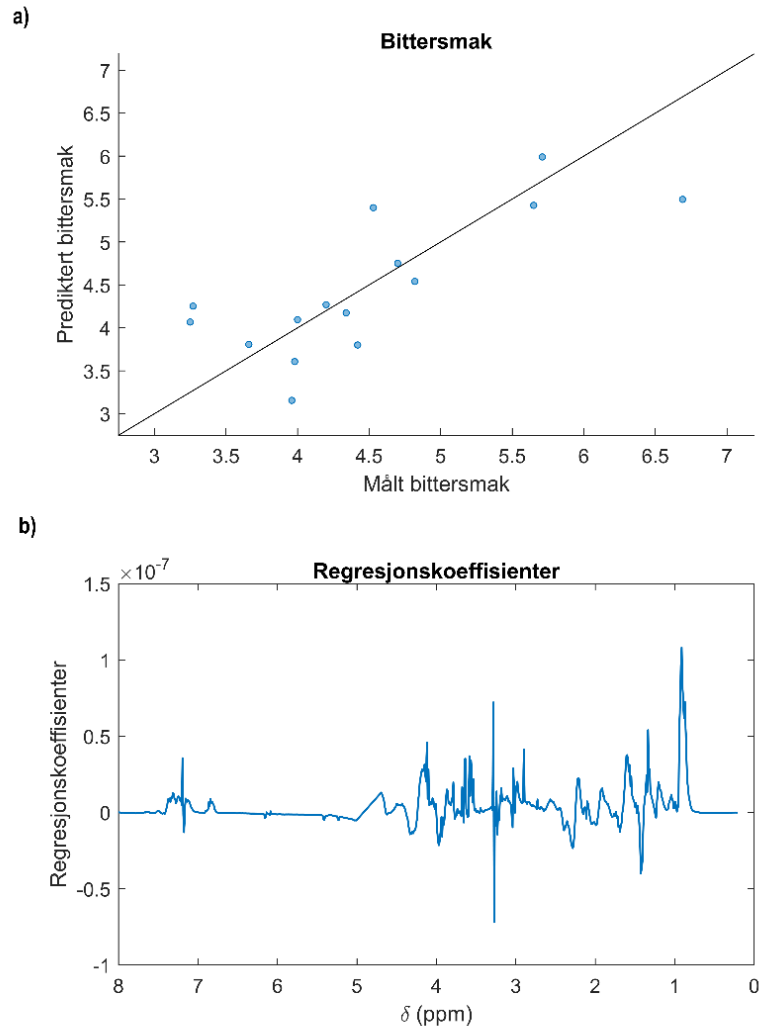 a)
Bittersmak
7
6.5
6
5.5
5
4.5
4
3.5
3
Prediktert bittersmak
3 3.5 4 4.5 5 5.5 6 6.5 7
Målt bittersmak
b)
×10⁻⁷
Regresjonskoeffisienter
1.5
1
0.5
0
-0.5
-1
Regresjonskoeffisienter
8 7 6 5 4 3 2 1 0
δ (ppm)